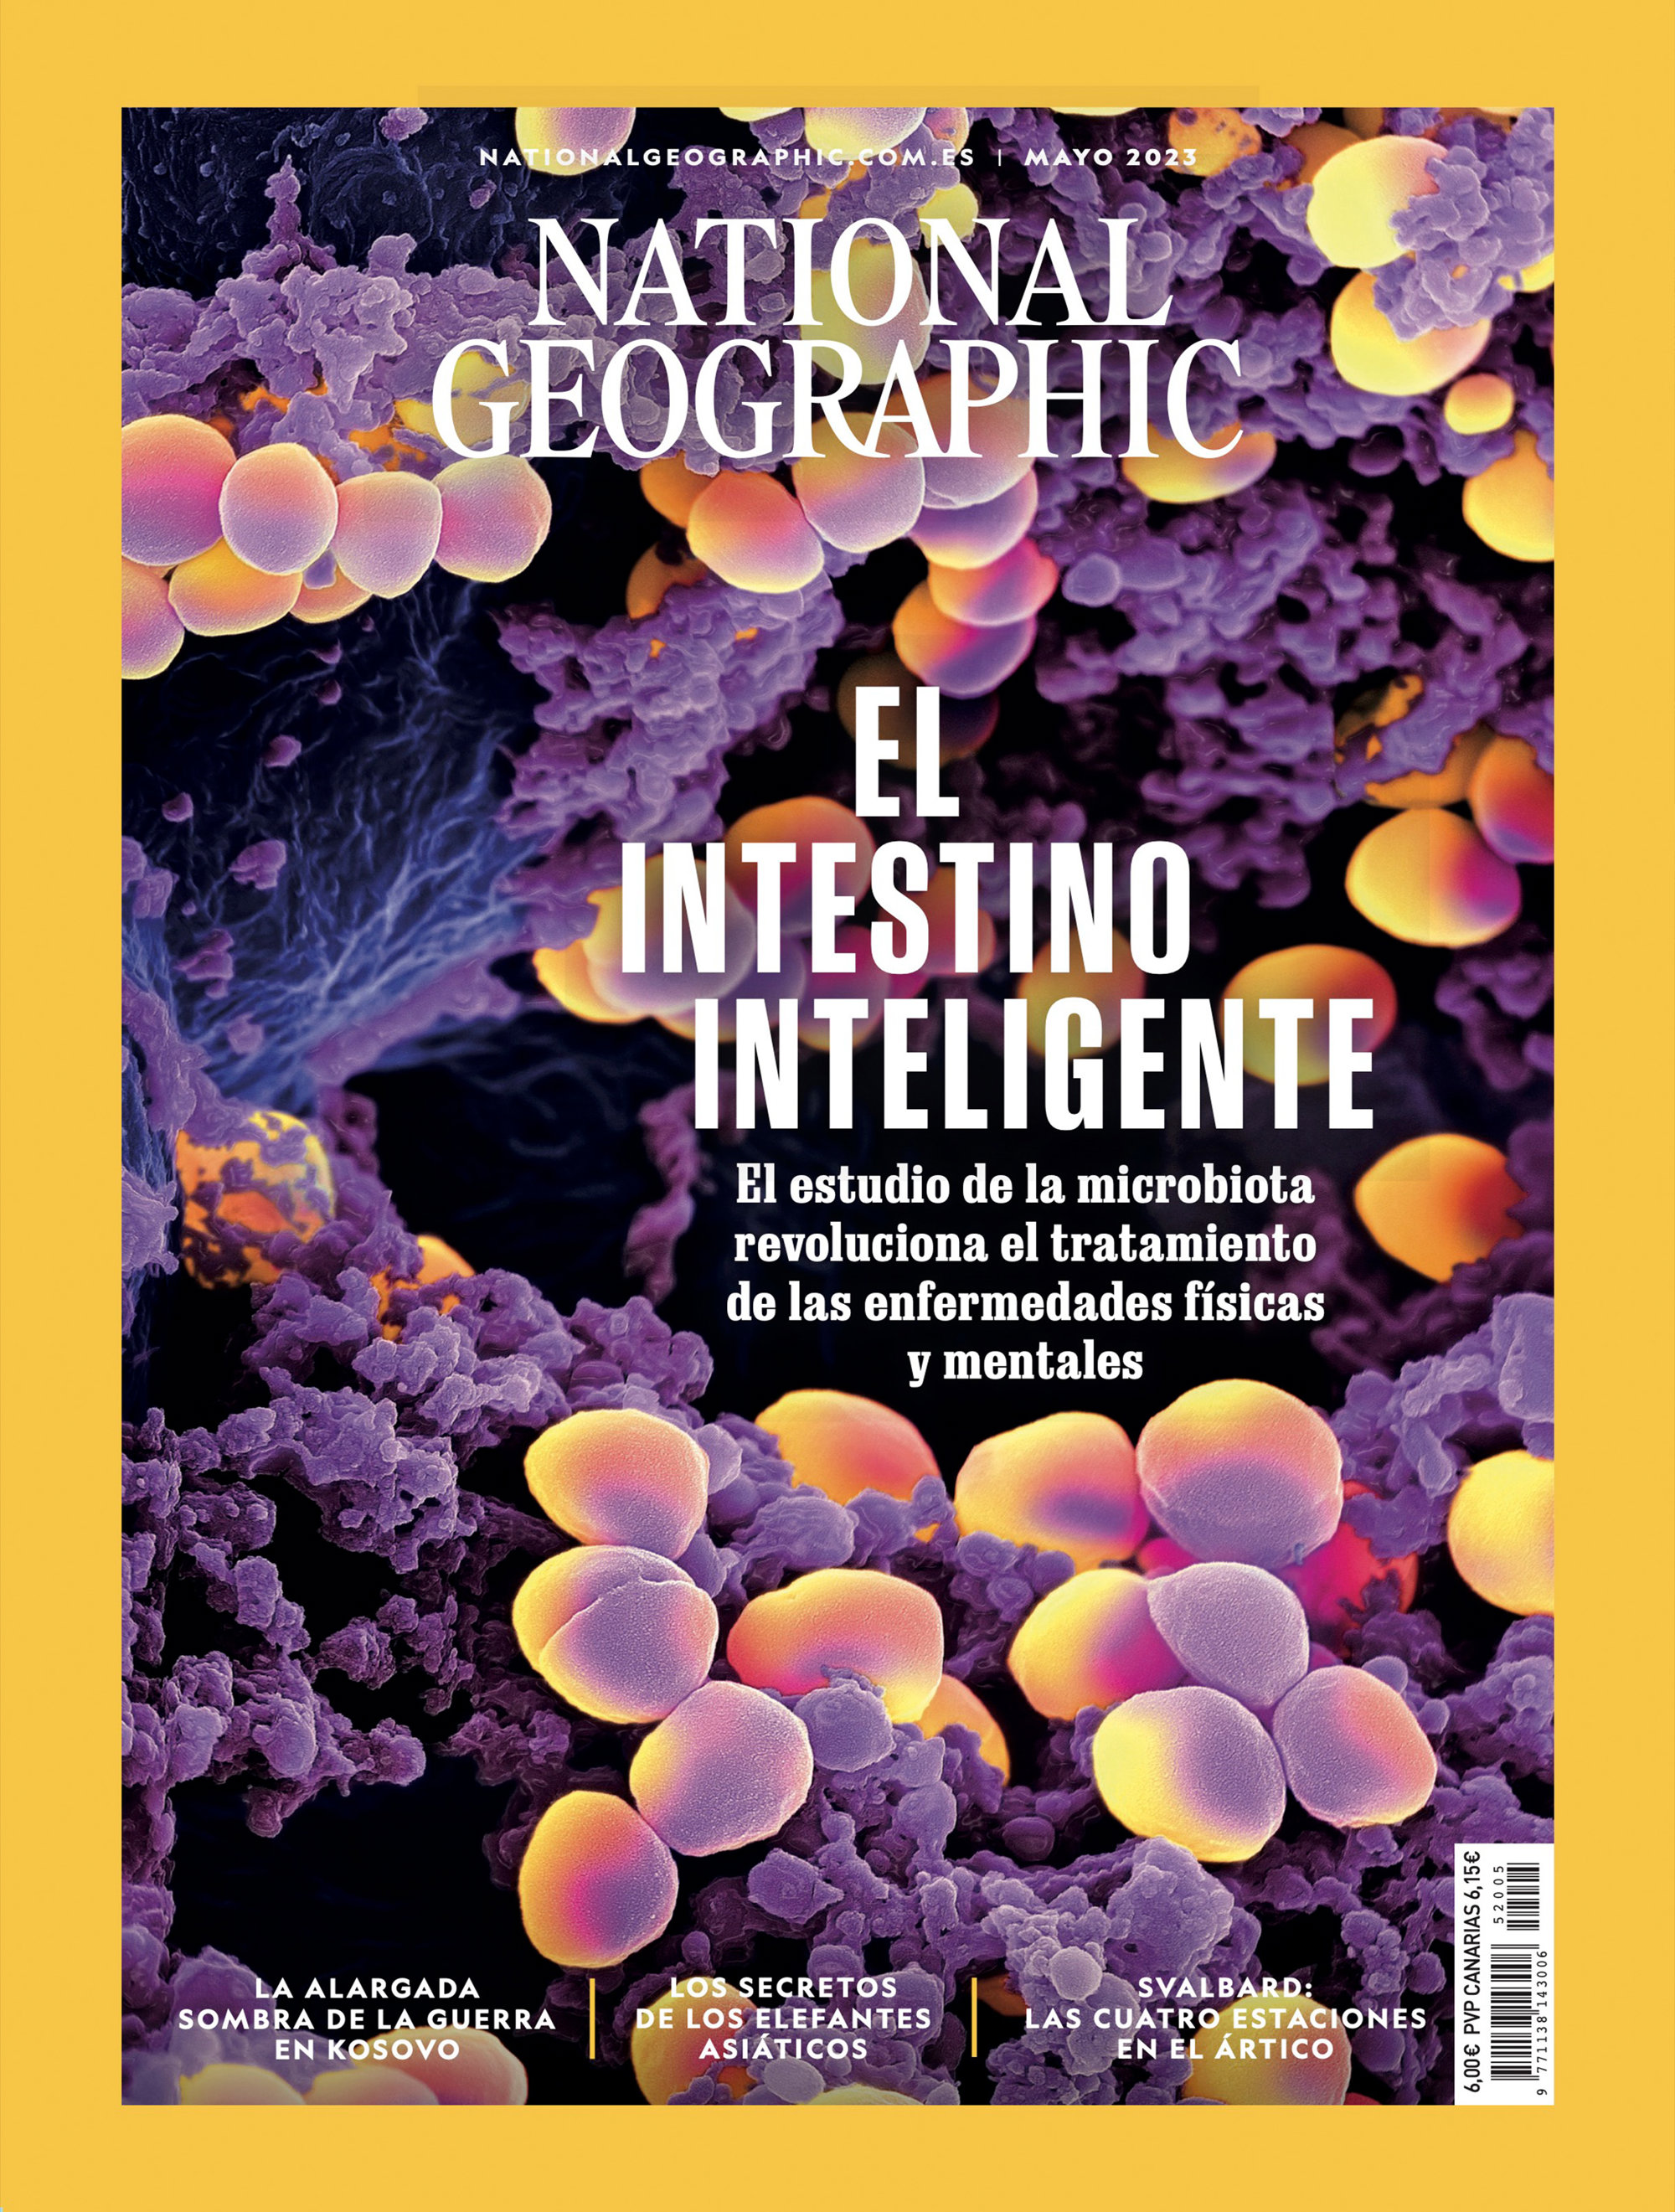 NATIONALGEOGRAPHIC.COM.ES | MAYO 2023
NATIONAL
GEOGRAPHIC
EL
INTESTINO
INTELIGENTE
El estudio de la microbiota
revoluciona el tratamiento
de las enfermedades físicas
y mentales
LA ALARGADA
SOMBRA DE LA GUERRA
EN KOSOVO
LOS SECRETOS
DE LOS ELEFANTES
ASIÁTICOS
SVALBARD:
LAS CUATRO ESTACIONES
EN EL ÁRTICO
6,00€ PVP CANARIAS 6,15€
52005
9 771138 143006